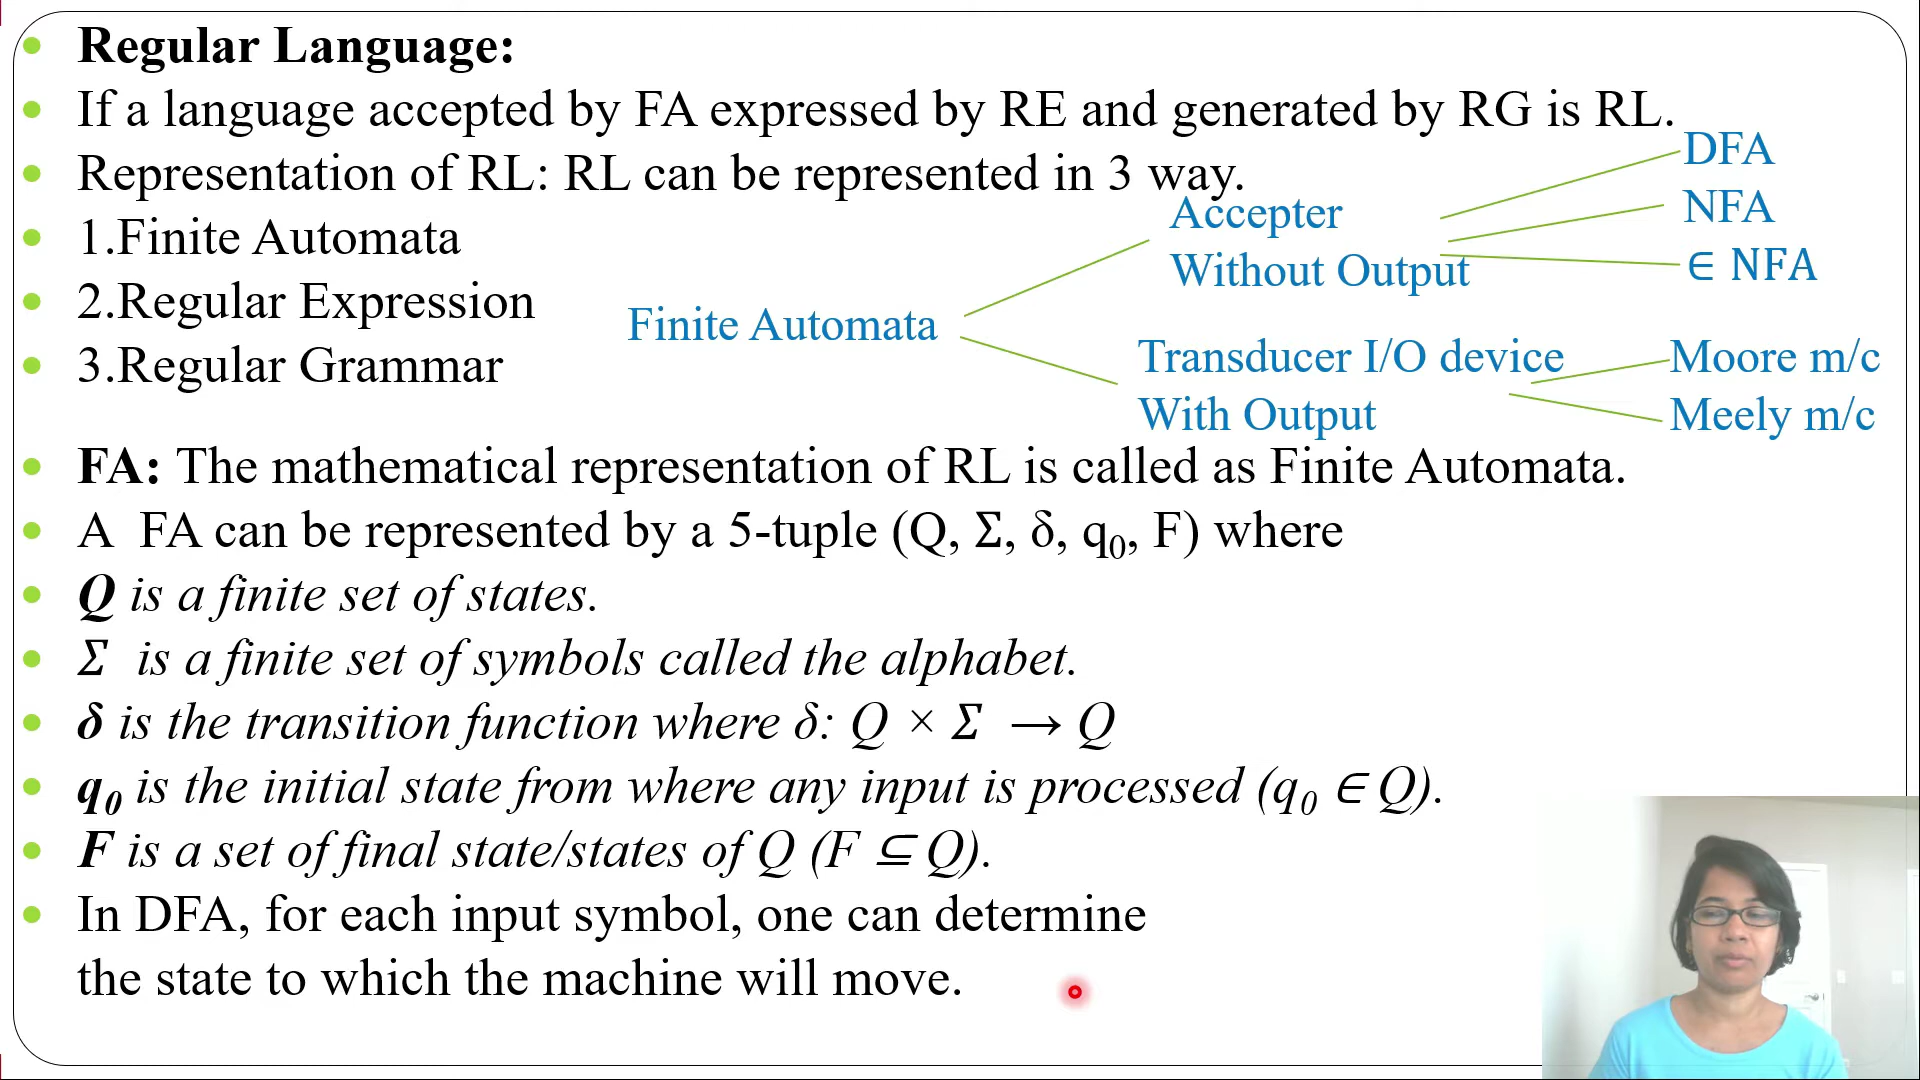 Regular Language:
If a language accepted by FA expressed by RE and generated by RG is RL.
Representation of RL: RL can be represented in 3 way.
1.Finite Automata
2.Regular Expression
3.Regular Grammar
Finite Automata
Accepter
Without Output
DFA
NFA
∈ NFA
Transducer I/O device
With Output
Moore m/c
Meely m/c
FA: The mathematical representation of RL is called as Finite Automata.
A FA can be represented by a 5-tuple (Q, Σ, δ, q₀, F) where
Q is a finite set of states.
Σ is a finite set of symbols called the alphabet.
δ is the transition function where δ: Q × Σ → Q
q₀ is the initial state from where any input is processed (q₀ ∈ Q).
F is a set of final state/states of Q (F ⊆ Q).
In DFA, for each input symbol, one can determine
the state to which the machine will move.